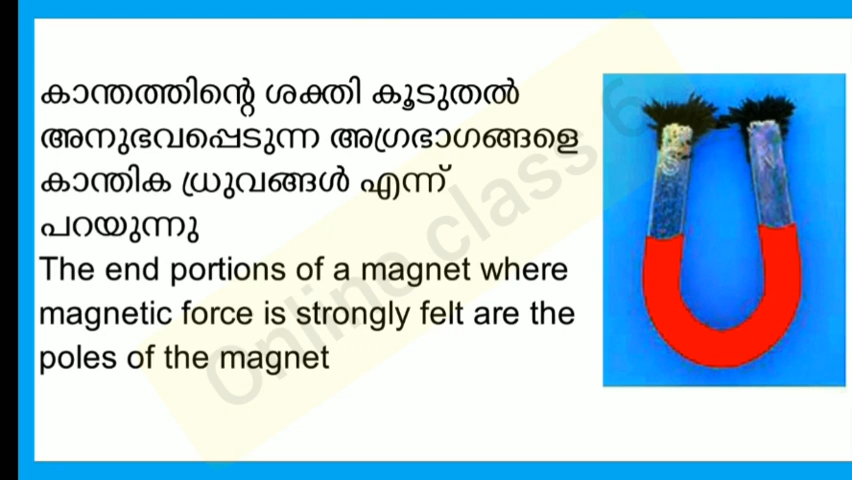 കാന്തത്തിന്റെ ശക്തി കൂടുതൽ
അനുഭവപ്പെടുന്ന അഗ്രഭാഗങ്ങളെ
കാന്തിക ധ്രുവങ്ങൾ എന്ന്
പറയുന്നു
The end portions of a magnet where
magnetic force is strongly felt are the
poles of the magnet
Online class 6
S
N